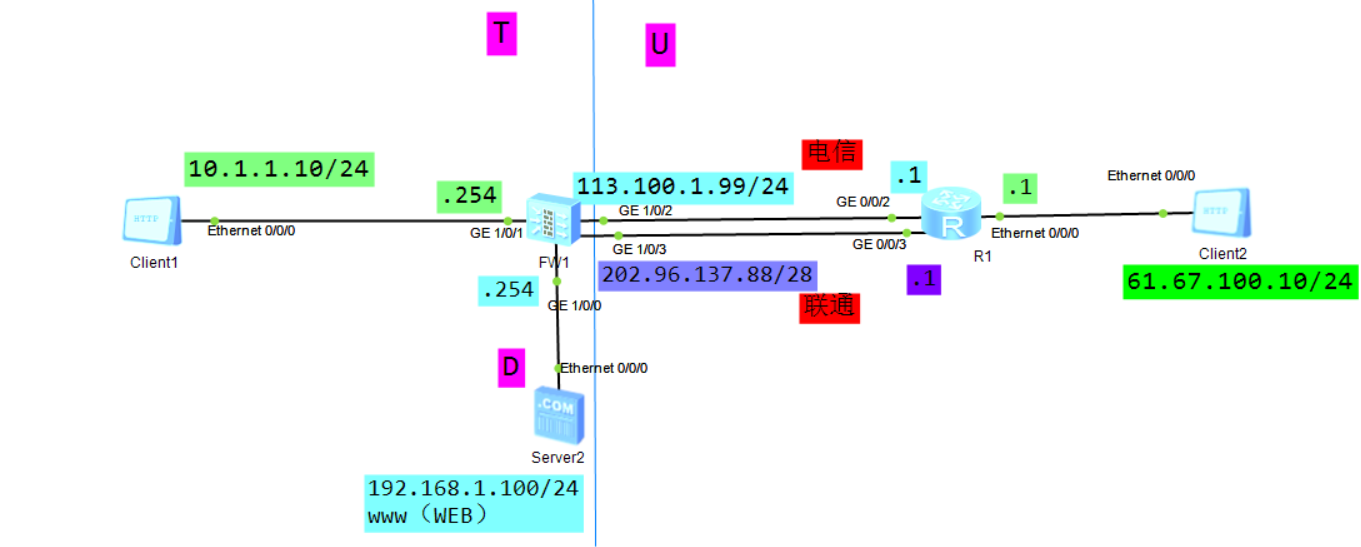 T
U
电信
10.1.1.10/24
.254
113.100.1.99/24
.1
.1
Ethernet 0/0/0
HTTP
Ethernet 0/0/0
GE 1/0/1
GE 1/0/2
GE 0/0/2
R
Ethernet 0/0/0
HTTP
Client1
FW1
GE 1/0/3
GE 0/0/3
R1
Client2
.254
GE 1/0/0
202.96.137.88/28
.1
61.67.100.10/24
联通
D
Ethernet 0/0/0
.COM
Server2
192.168.1.100/24
www（WEB）